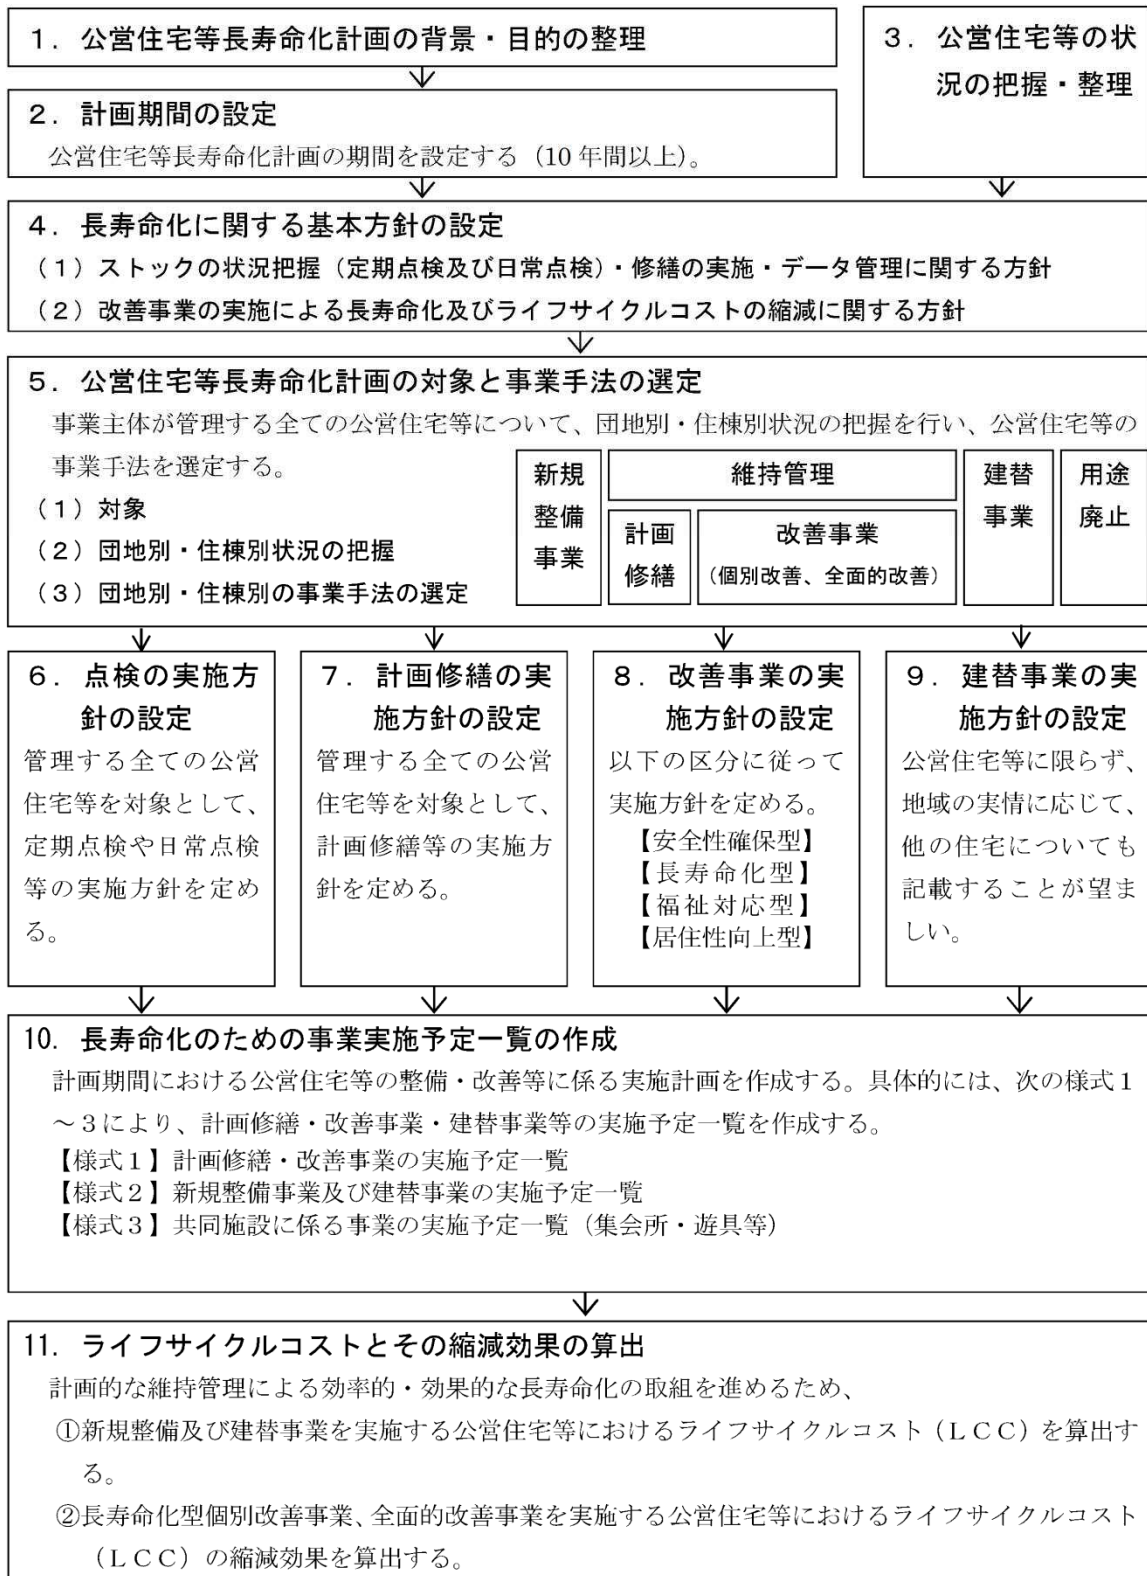 1．公営住宅等長寿命化計画の背景・目的の整理
3．公営住宅等の状
況の把握・整理
2．計画期間の設定
公営住宅等長寿命化計画の期間を設定する（10 年間以上）。
4．長寿命化に関する基本方針の設定
（1）ストックの状況把握（定期点検及び日常点検）・修繕の実施・データ管理に関する方針
（2）改善事業の実施による長寿命化及びライフサイクルコストの縮減に関する方針
5．公営住宅等長寿命化計画の対象と事業手法の選定
事業主体が管理する全ての公営住宅等について、団地別・住棟別状況の把握を行い、公営住宅等の
事業手法を選定する。
（1）対象
（2）団地別・住棟別状況の把握
（3）団地別・住棟別の事業手法の選定
新規
整備
事業
維持管理
計画
修繕
改善事業
（個別改善、全面的改善）
建替
事業
用途
廃止
6．点検の実施方
針の設定
管理する全ての公営
住宅等を対象として、
定期点検や日常点検
等の実施方針を定め
る。
7．計画修繕の実
施方針の設定
管理する全ての公営
住宅等を対象として、
計画修繕等の実施方
針を定める。
8．改善事業の実
施方針の設定
以下の区分に従って
実施方針を定める。
【安全性確保型】
【長寿命化型】
【福祉対応型】
【居住性向上型】
9．建替事業の実
施方針の設定
公営住宅等に限らず、
地域の実情に応じて、
他の住宅についても
記載することが望ま
しい。
10．長寿命化のための事業実施予定一覧の作成
計画期間における公営住宅等の整備・改善等に係る実施計画を作成する。具体的には、次の様式１
～３により、計画修繕・改善事業・建替事業等の実施予定一覧を作成する。
【様式１】計画修繕・改善事業の実施予定一覧
【様式２】新規整備事業及び建替事業の実施予定一覧
【様式３】共同施設に係る事業の実施予定一覧（集会所・遊具等）
11．ライフサイクルコストとその縮減効果の算出
計画的な維持管理による効率的・効果的な長寿命化の取組を進めるため、
①新規整備及び建替事業を実施する公営住宅等におけるライフサイクルコスト（ＬＣＣ）を算出す
る。
②長寿命化型個別改善事業、全面的改善事業を実施する公営住宅等におけるライフサイクルコスト
（ＬＣＣ）の縮減効果を算出する。